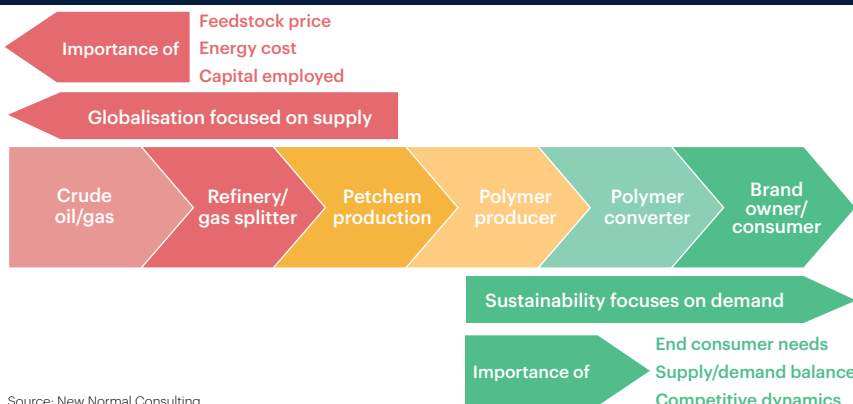 Feedstock price
Importance of
Energy cost
Capital employed
Globalisation focused on supply
Crude
oil/gas
Refinery/
gas splitter
Petchem
production
Polymer
producer
Polymer
converter
Brand
owner/
consumer
Sustainability focuses on demand
End consumer needs
Importance of
Supply/demand balance
Competitive dynamics
Source: New Normal Consulting